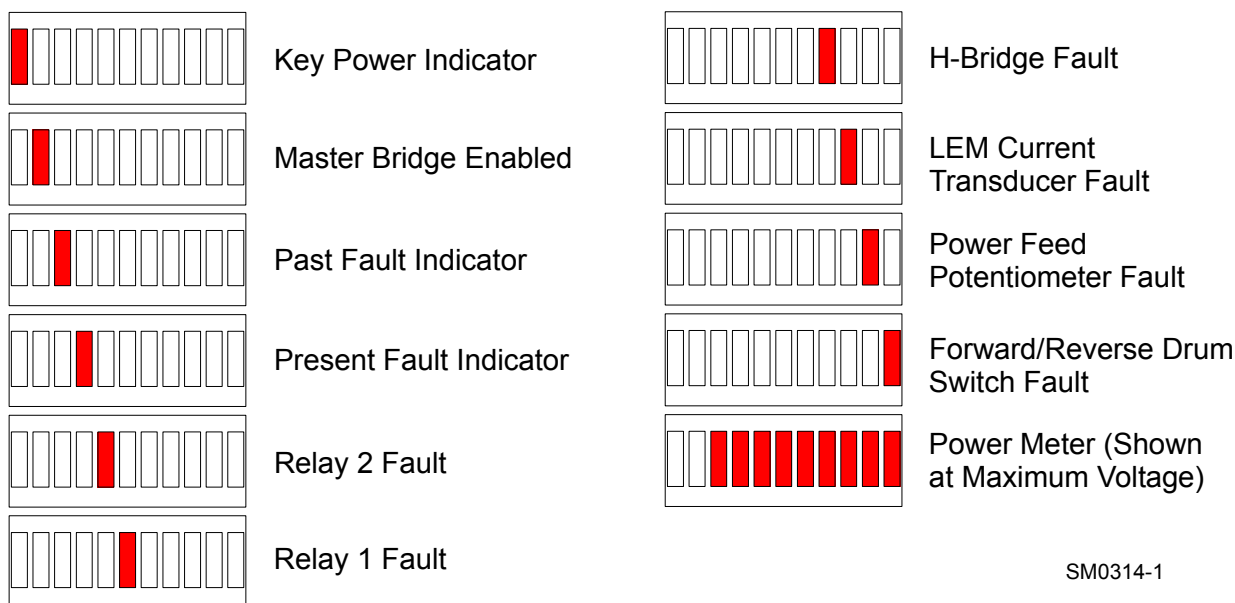 Key Power Indicator
Master Bridge Enabled
Past Fault Indicator
Present Fault Indicator
Relay 2 Fault
Relay 1 Fault
H-Bridge Fault
LEM Current
Transducer Fault
Power Feed
Potentiometer Fault
Forward/Reverse Drum
Switch Fault
Power Meter (Shown
at Maximum Voltage)
SM0314-1